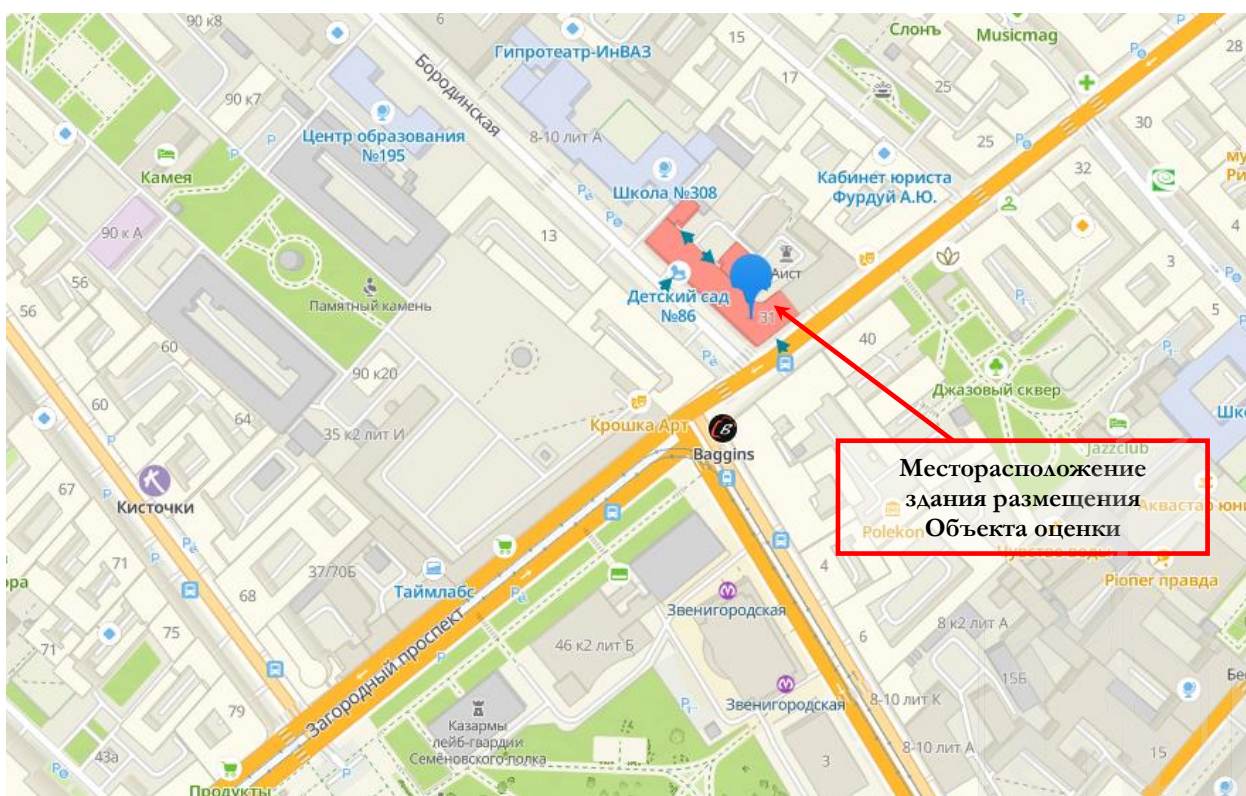 90 к8
6
Гипротеатр-ИнВАЗ
15
Слонъ
Musicmag
28
Бородинская
17
25
90 к7
30
Центр образования
№195
8-10 лит А
25
32
Камея
Школа №308
Кабинет юриста
Фурдуй А.Ю.
90 к А
13
4
56
Аист
3
Памятный камень
Детский сад
№86
31
5
56
60
40
90 к20
Джазовый сквер
60
64
35 к2 лит И
Крошка Арт
Baggins
Jazzclub
Месторасположение
здания размещения
Объекта оценки
67
Кисточки
Polekon
71
37/70Б
Таймлабс
4
Pioner правда
68
Звенигородская
75
71
46 к2 лит Б
6
8 к2 лит А
15Б
Загородный проспект
Звенигородская
8-10 лит К
79
Казармы
лейб-гвардии
Семёновского полка
43а
8-10 лит А
3
15
Продукты